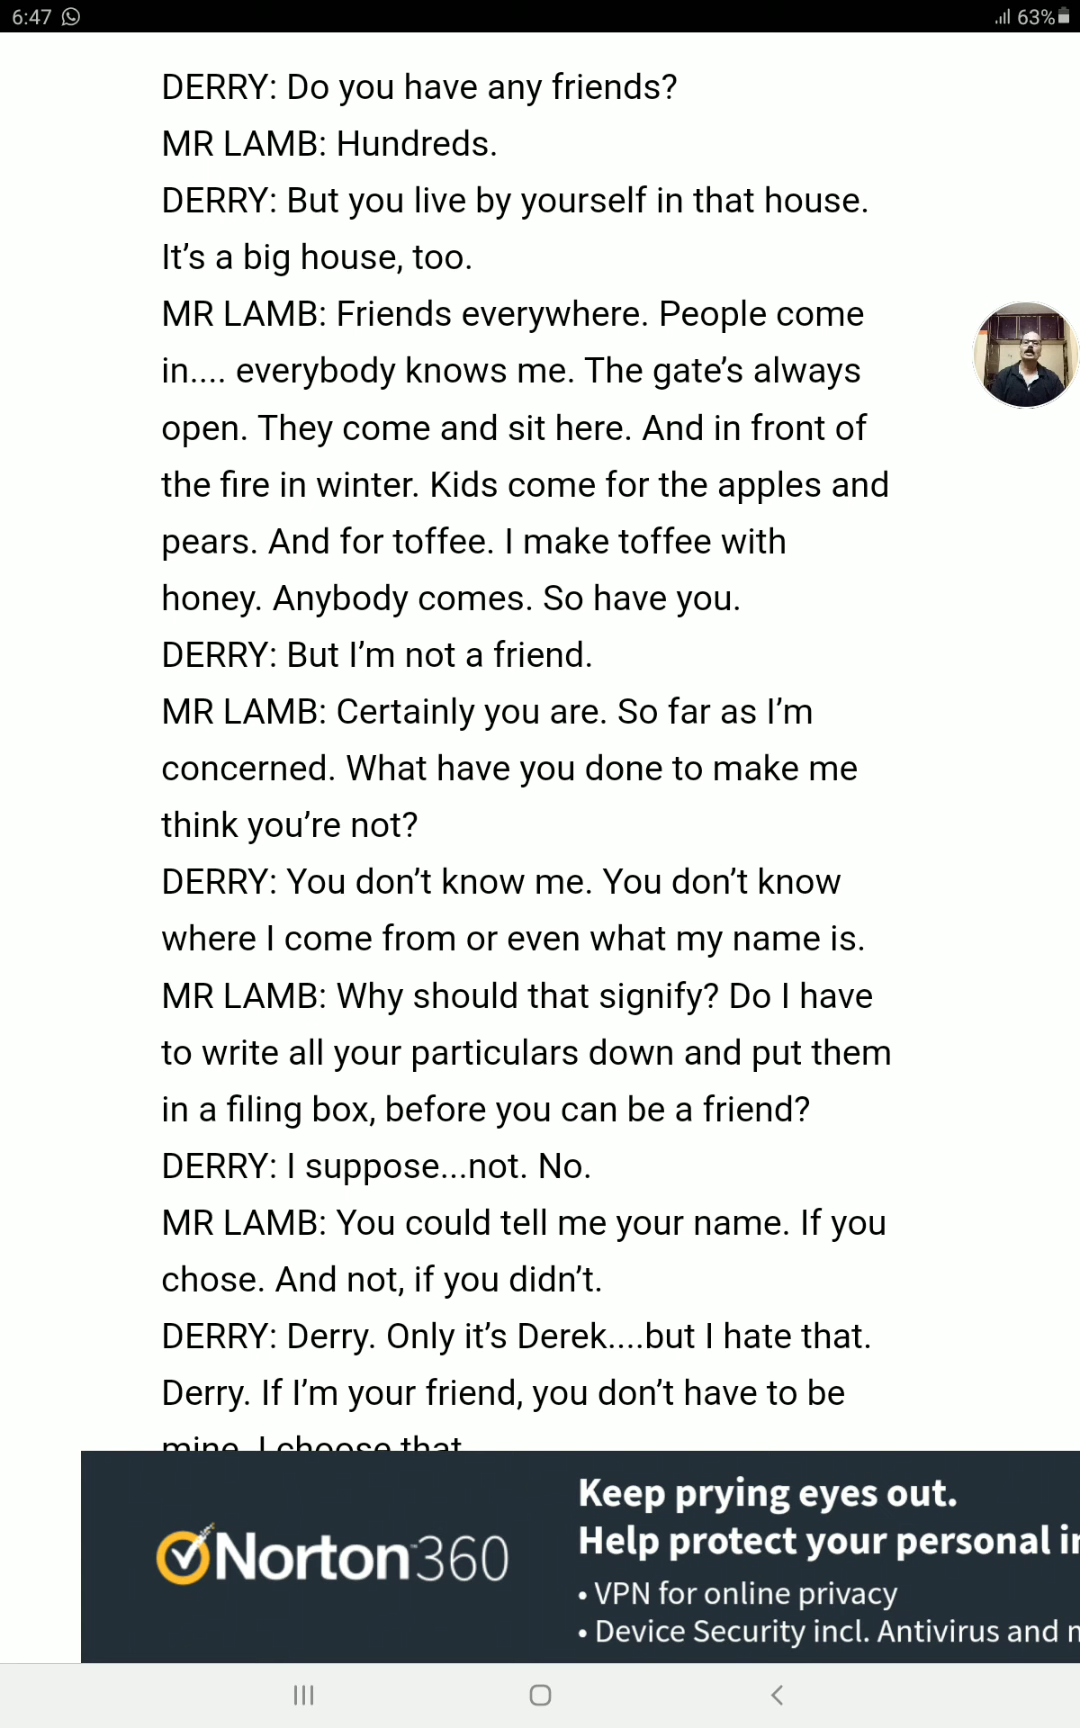 6:47
63%
DERRY: Do you have any friends?
MR LAMB: Hundreds.
DERRY: But you live by yourself in that house.
It’s a big house, too.
MR LAMB: Friends everywhere. People come
in.... everybody knows me. The gate’s always
open. They come and sit here. And in front of
the fire in winter. Kids come for the apples and
pears. And for toffee. I make toffee with
honey. Anybody comes. So have you.
DERRY: But I’m not a friend.
MR LAMB: Certainly you are. So far as I’m
concerned. What have you done to make me
think you’re not?
DERRY: You don’t know me. You don’t know
where I come from or even what my name is.
MR LAMB: Why should that signify? Do I have
to write all your particulars down and put them
in a filing box, before you can be a friend?
DERRY: I suppose...not. No.
MR LAMB: You could tell me your name. If you
chose. And not, if you didn’t.
DERRY: Derry. Only it’s Derek....but I hate that.
Derry. If I’m your friend, you don’t have to be
mine. I choose that
Norton 360
Keep prying eyes out.
Help protect your personal
• VPN for online privacy
• Device Security incl. Antivirus and